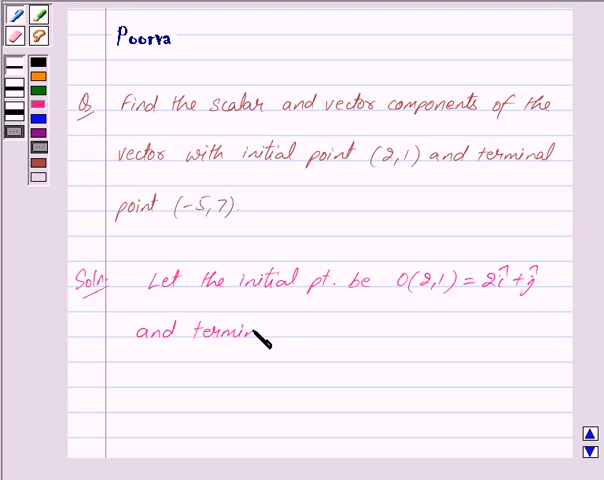 Poorva
Q Find the scalar and vector components of the
vector with initial point (2,1) and terminal
point (-5,7).
Soln: Let the initial pt. be O(2,1) = 2î + ĵ
and termin